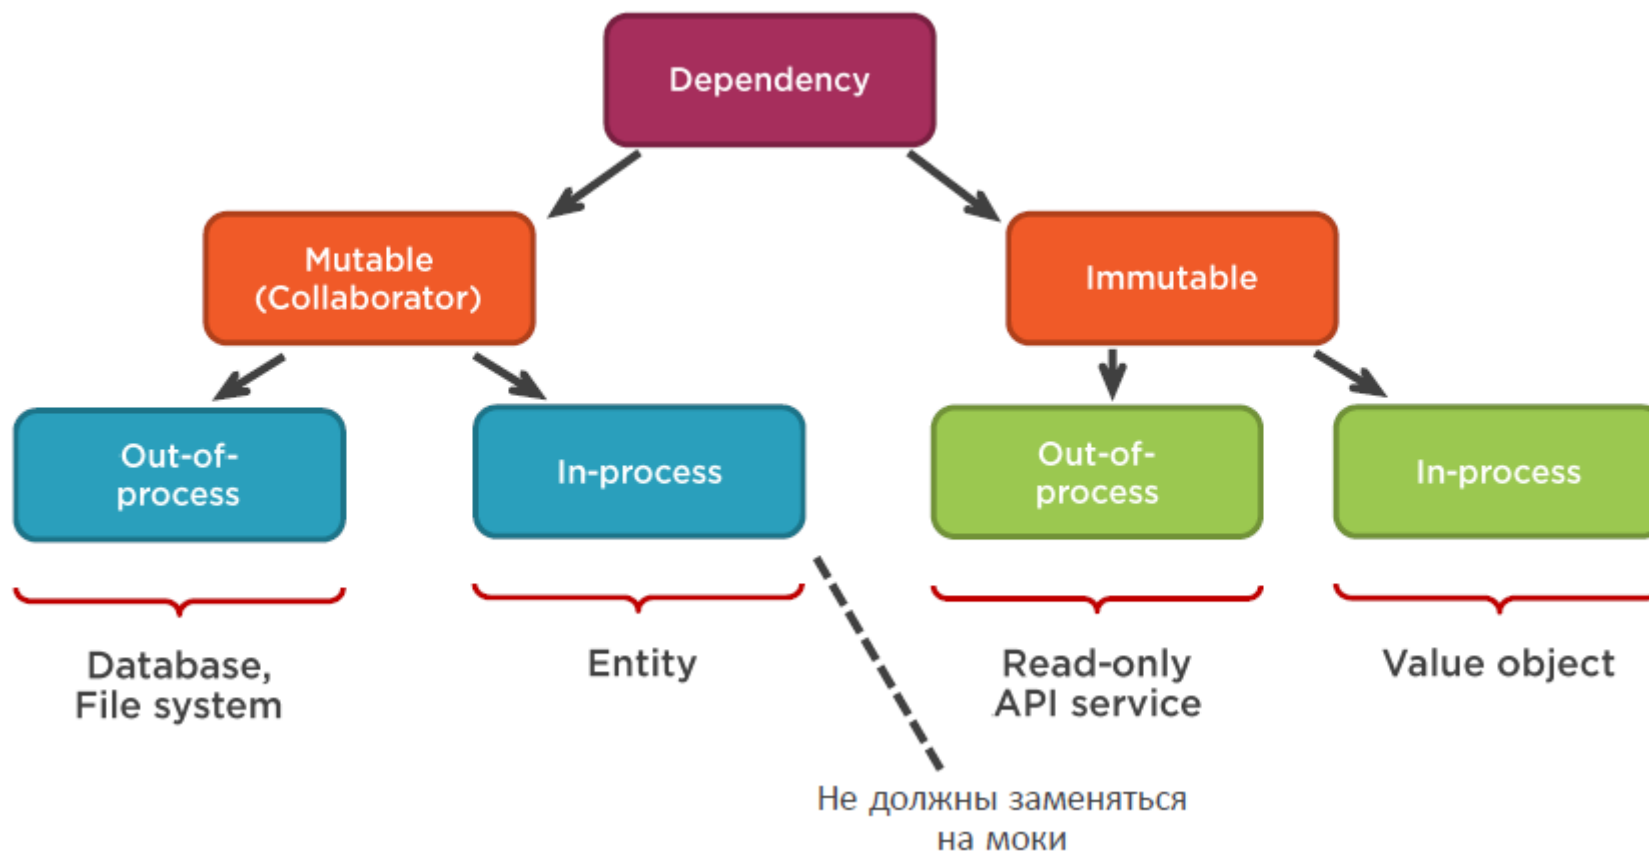 Dependency
Mutable
(Collaborator)
Immutable
Out-of-
process
In-process
Out-of-
process
In-process
Database,
File system
Entity
Read-only
API service
Value object
Не должны заменяться
на моки